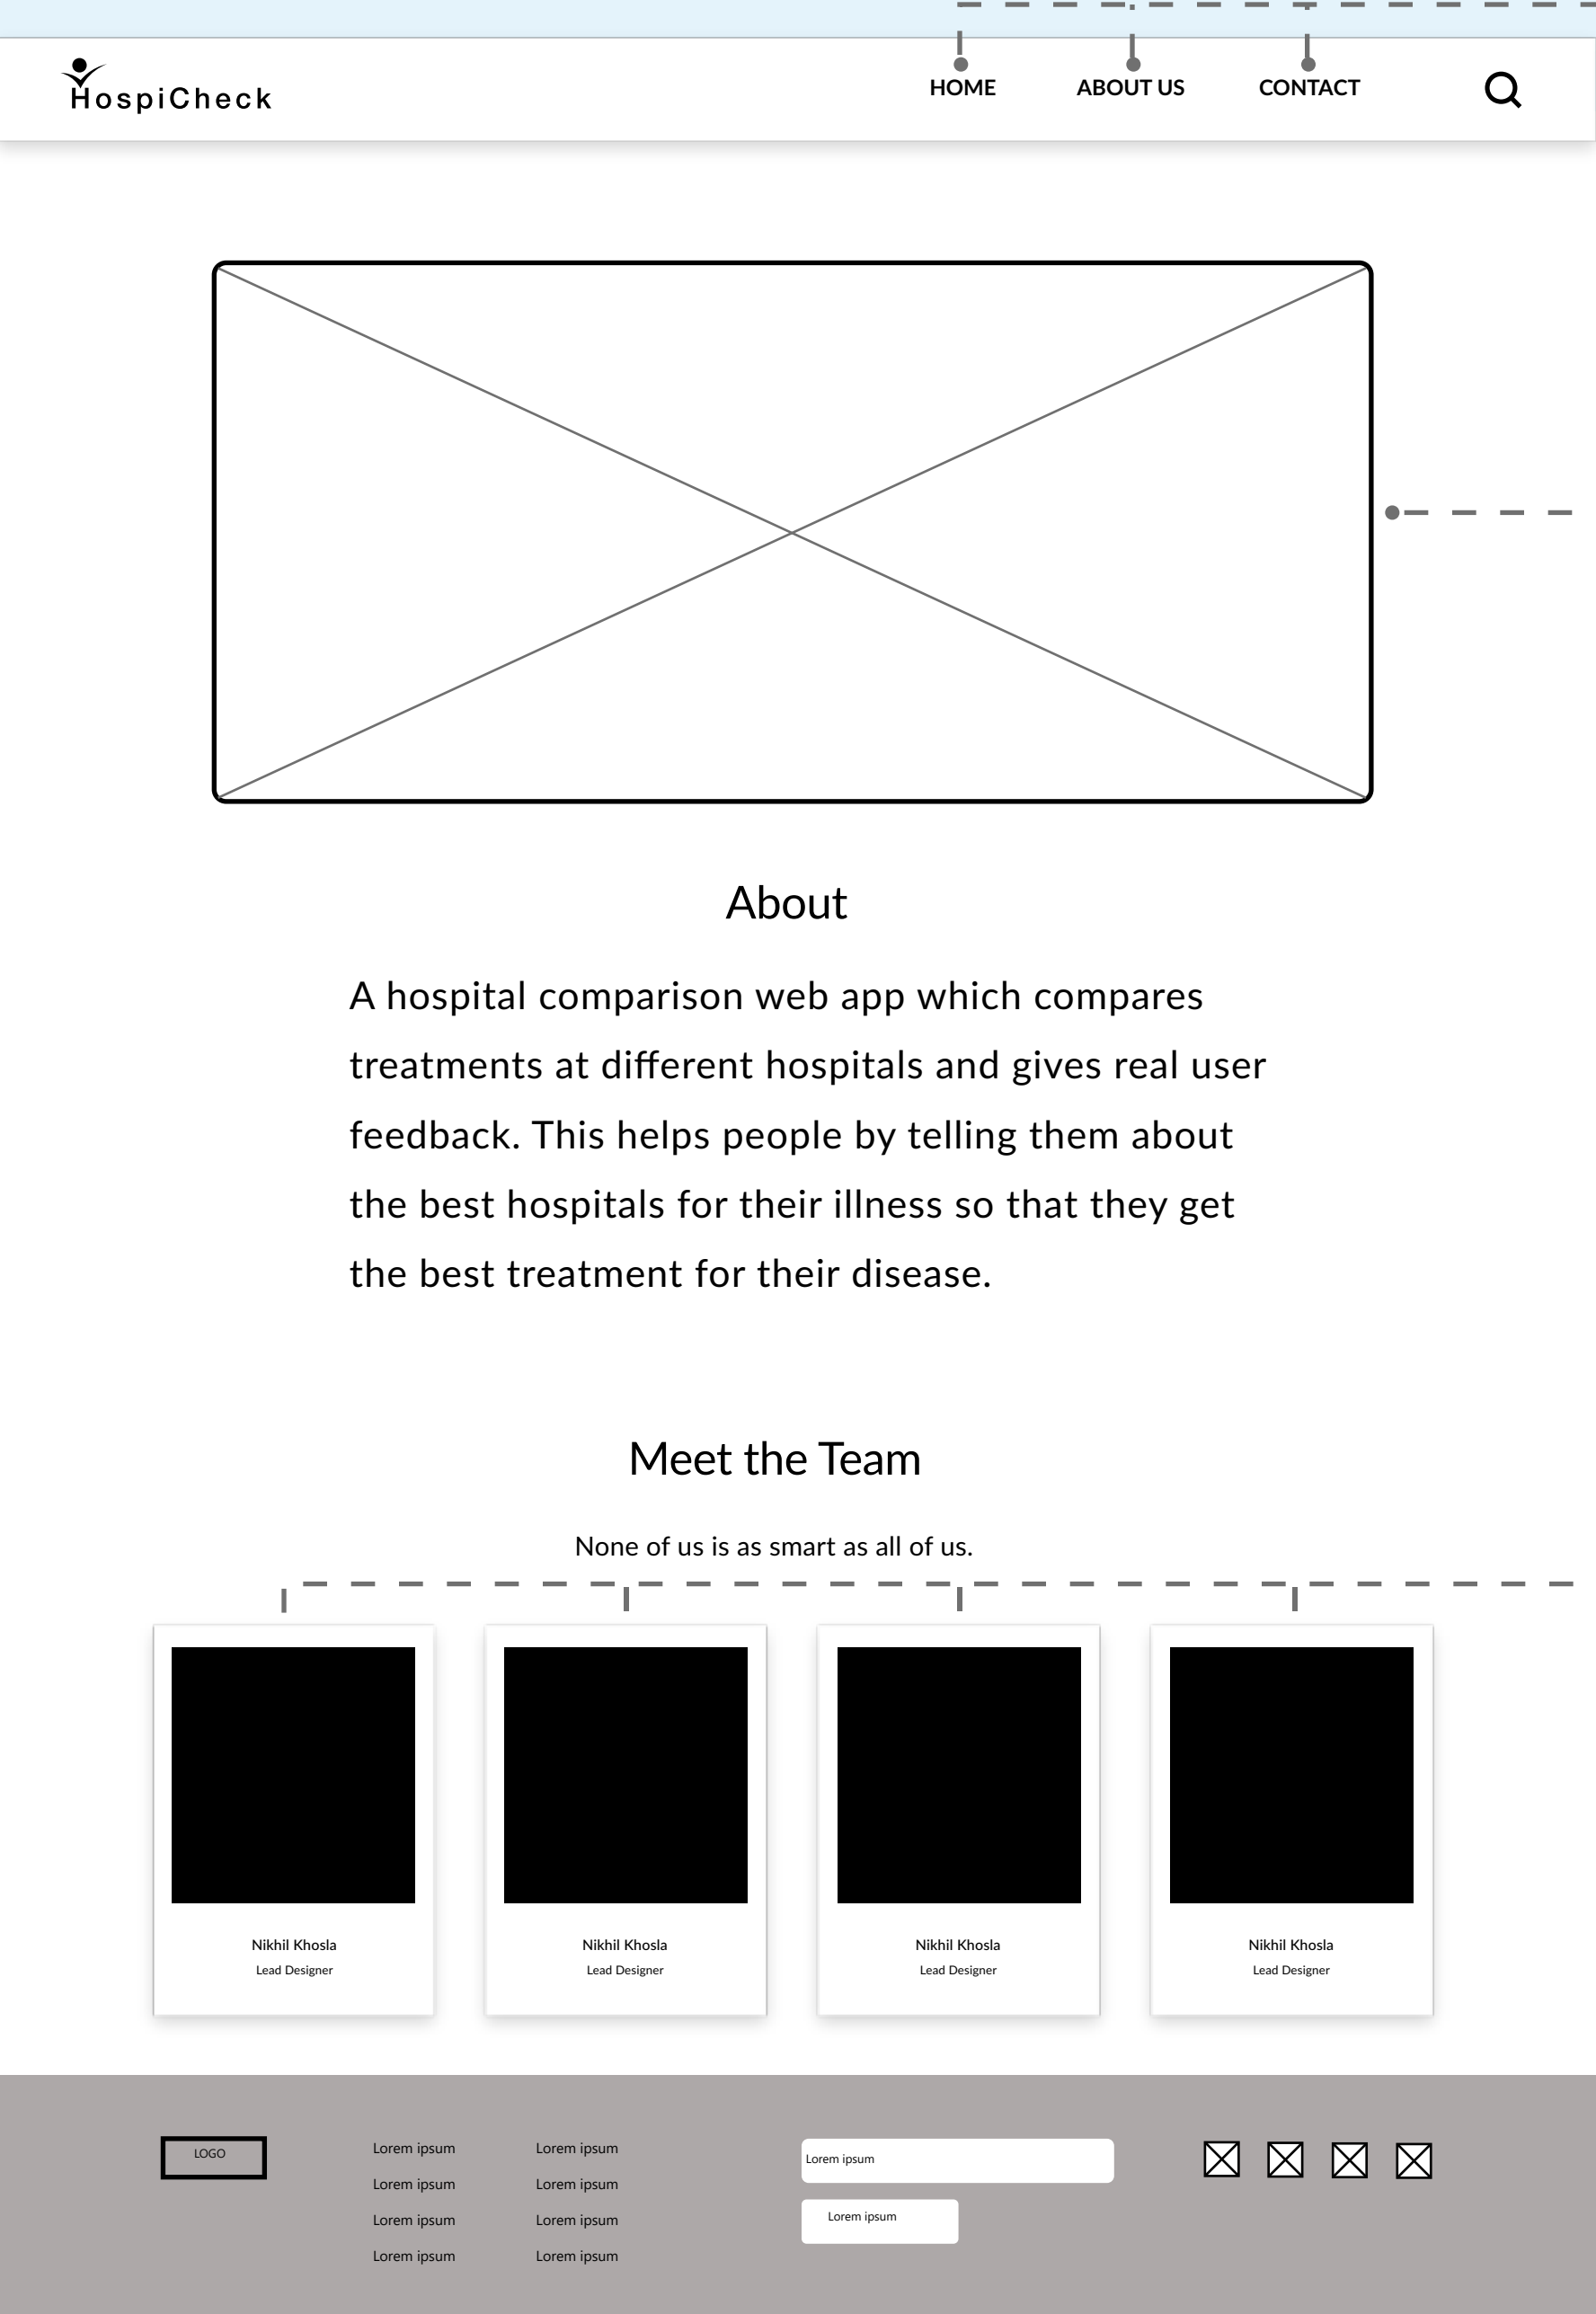 HospiCheck
HOME ABOUT US CONTACT
About
A hospital comparison web app which compares
treatments at different hospitals and gives real user
feedback. This helps people by telling them about
the best hospitals for their illness so that they get
the best treatment for their disease.
Meet the Team
None of us is as smart as all of us.
Nikhil Khosla
Lead Designer
Nikhil Khosla
Lead Designer
Nikhil Khosla
Lead Designer
Nikhil Khosla
Lead Designer
LOGO
Lorem ipsum
Lorem ipsum
Lorem ipsum
Lorem ipsum
Lorem ipsum
Lorem ipsum
Lorem ipsum
Lorem ipsum
Lorem ipsum
Lorem ipsum